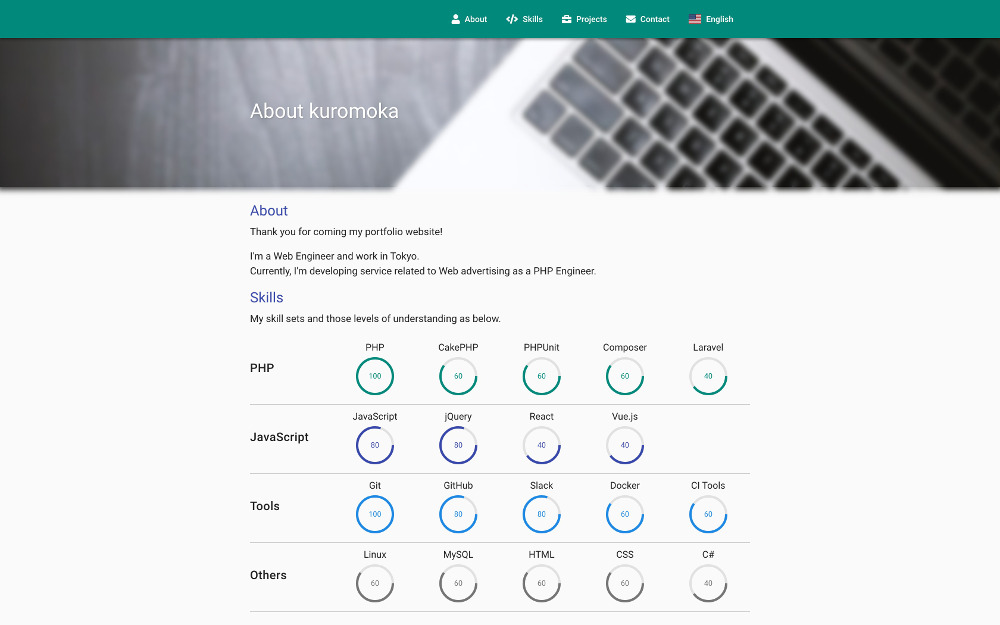 About Skills Projects Contact English
About kuromoka
About
Thank you for coming my portfolio website!
I'm a Web Engineer and work in Tokyo.
Currently, I'm developing service related to Web advertising as a PHP Engineer.
Skills
My skill sets and those levels of understanding as below.
PHP CakePHP PHPUnit Composer Laravel
PHP
100 60 60 60 40
JavaScript jQuery React Vue.js
JavaScript
80 80 40 40
Git GitHub Slack Docker CI Tools
Tools
100 80 80 60 60
Linux MySQL HTML CSS C#
Others
60 60 60 60 40